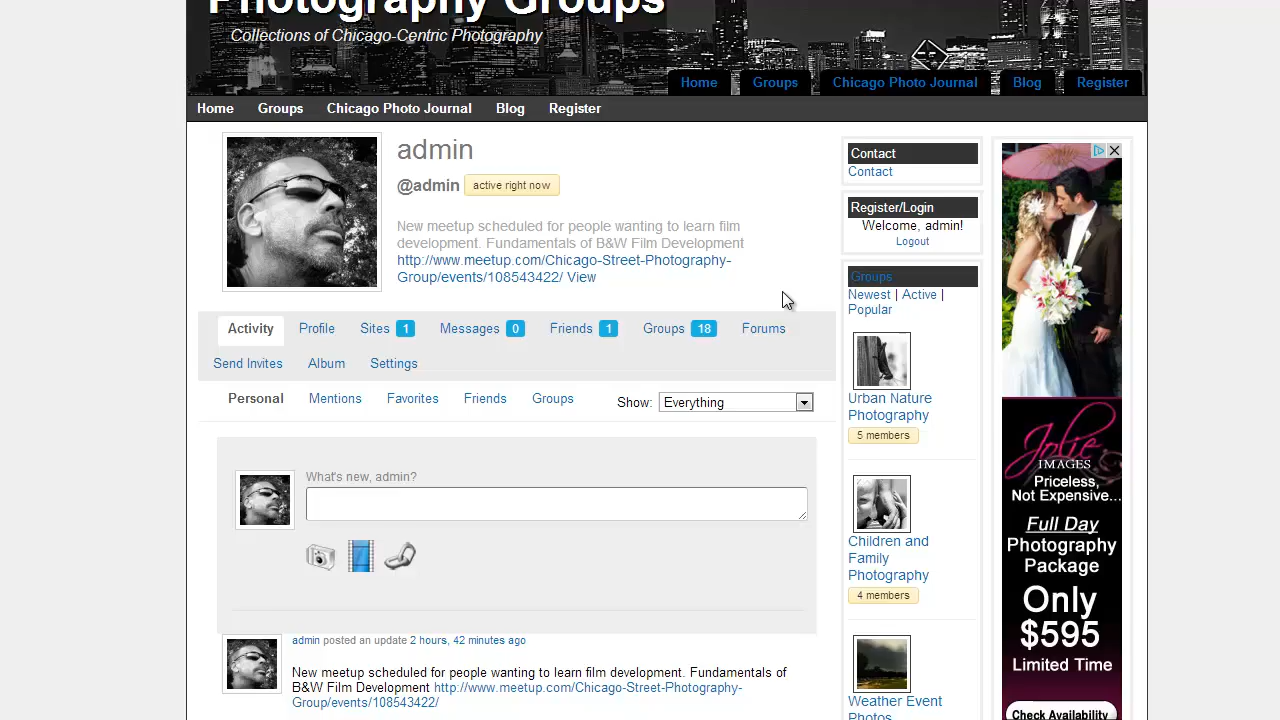 Photography Groups
Collections of Chicago-Centric Photography
Home Groups Chicago Photo Journal Blog Register
Home Groups Chicago Photo Journal Blog Register
admin
@admin active right now
New meetup scheduled for people wanting to learn film
development. Fundamentals of B&W Film Development
http://www.meetup.com/Chicago-Street-Photography-
Group/events/108543422/ View
Activity Profile Sites 1 Messages 0 Friends 1 Groups 18 Forums
Send Invites Album Settings
Personal Mentions Favorites Friends Groups Show: Everything
What's new, admin?
admin posted an update 2 hours, 42 minutes ago
New meetup scheduled for people wanting to learn film development. Fundamentals of
B&W Film Development http://www.meetup.com/Chicago-Street-Photography-
Group/events/108543422/
Contact
Contact
Register/Login
Welcome, admin!
Logout
Groups
Newest | Active |
Popular
Urban Nature
Photography
5 members
Children and
Family
Photography
4 members
Weather Event
Photos
Jolie
IMAGES
Priceless,
Not Expensive...
Full Day
Photography
Package
Only
$595
Limited Time
Check Availability